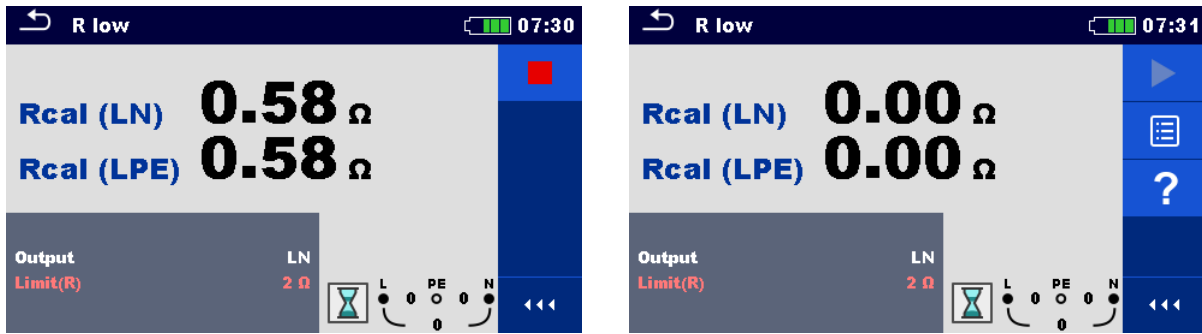 R low 07:30
Rcal (LN) 0.58 Ω
Rcal (LPE) 0.58 Ω
Output LN
Limit(R) 2 Ω
L PE N
0 0
0
R low 07:31
Rcal (LN) 0.00 Ω
Rcal (LPE) 0.00 Ω
?
Output LN
Limit(R) 2 Ω
L PE N
0 0
0